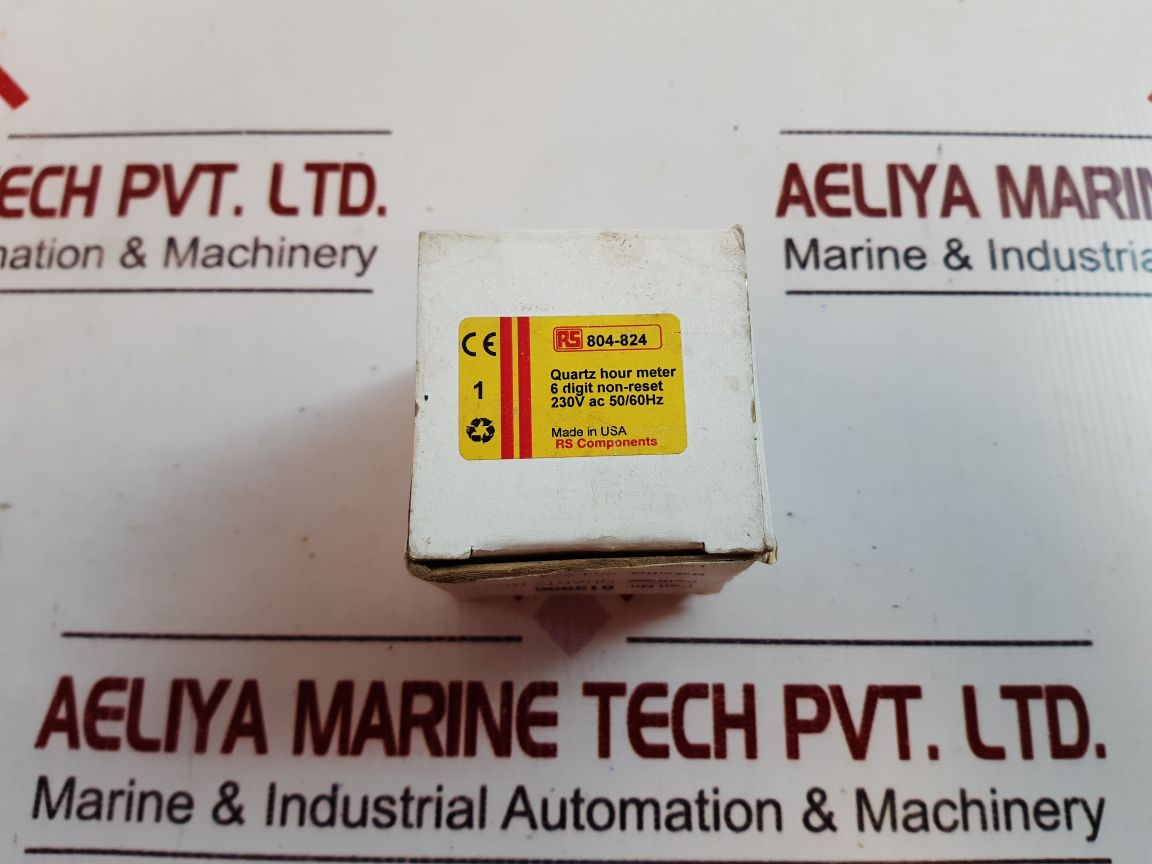 ECH PVT. LTD.
mation & Machinery
AELIYA MARIN
Marine & Industria
CE
1
RS 804-824
Quartz hour meter
6 digit non-reset
230V ac 50/60Hz
Made in USA
RS Components
AELIYA MARINE TECH PVT. LTD.
Marine & Industrial Automation & Machinery